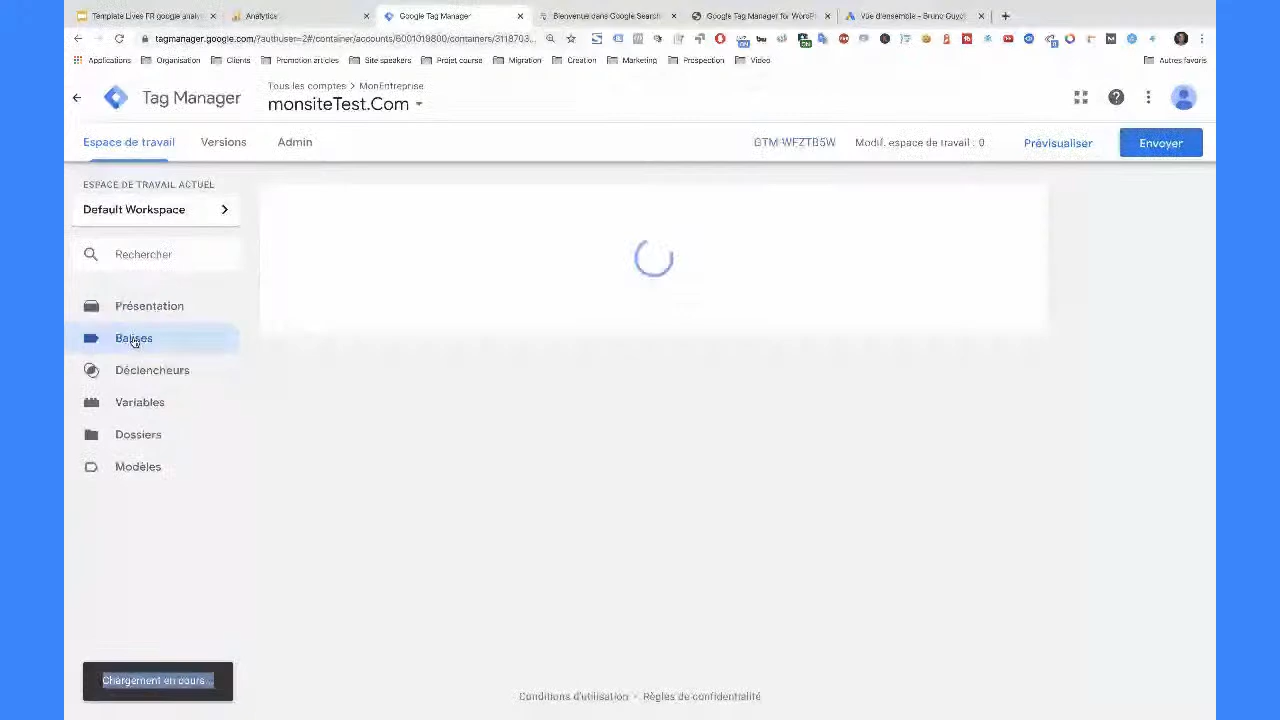 Template Lives FR google analy
Analytics
Google Tag Manager
Bienvenue dans Google Search
Google Tag Manager for WordPr
Vue d'ensemble - Bruno Guyot
tagmanager.google.com/?authuser=2#/container/accounts/6001019800/containers/3118703...
Applications
Organisation
Clients
Promotion articles
Site speakers
Projet course
Migration
Creation
Marketing
Prospection
Video
Autres favoris
Tag Manager
Tous les comptes > MonEntreprise
monsiteTest.Com
Espace de travail
Versions
Admin
GTM-WFZTB5W
Modif. espace de travail : 0
Prévisualiser
Envoyer
ESPACE DE TRAVAIL ACTUEL
Default Workspace
Rechercher
Présentation
Balises
Déclencheurs
Variables
Dossiers
Modèles
Chargement en cours ...
Conditions d'utilisation · Règles de confidentialité